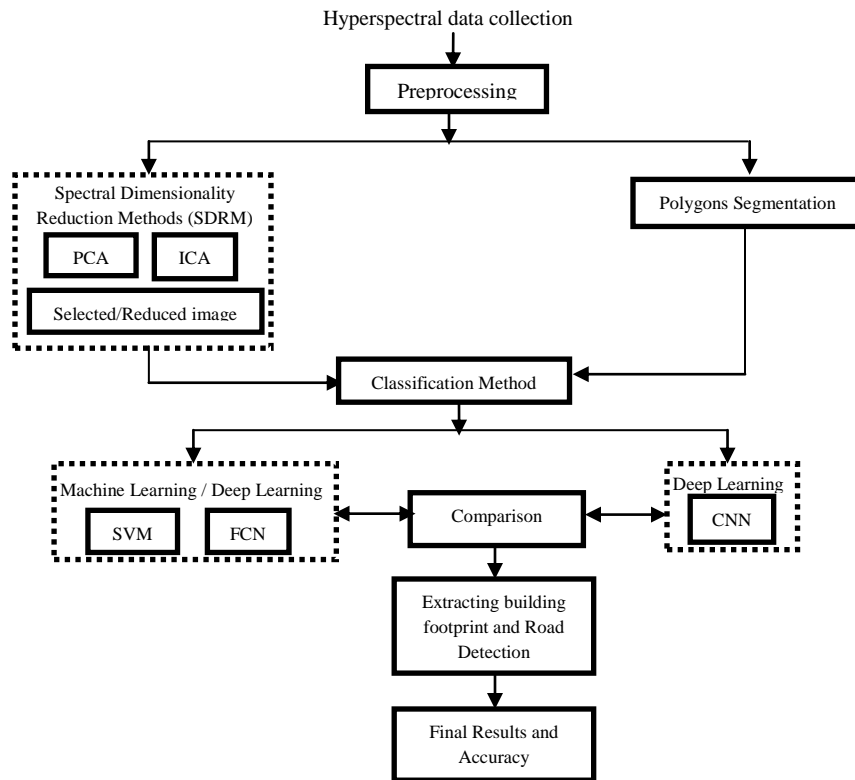 Hyperspectral data collection
Preprocessing
Spectral Dimensionality
Reduction Methods (SDRM)
PCA
ICA
Selected/Reduced image
Polygons Segmentation
Classification Method
Machine Learning / Deep Learning
SVM
FCN
Comparison
Deep Learning
CNN
Extracting building
footprint and Road
Detection
Final Results and
Accuracy